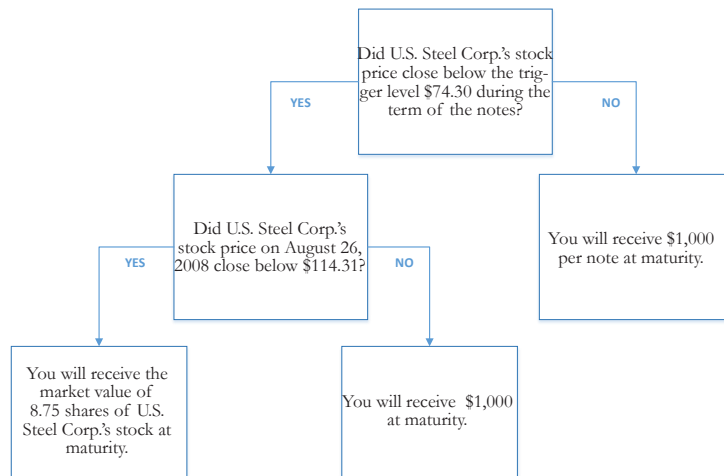 Did U.S. Steel Corp.'s stock
price close below the trig-
ger level $74.30 during the
term of the notes?
YES
NO
Did U.S. Steel Corp.'s
stock price on August 26,
2008 close below $114.31?
You will receive $1,000
per note at maturity.
YES
NO
You will receive the
market value of
8.75 shares of U.S.
Steel Corp.'s stock at
maturity.
You will receive $1,000
at maturity.